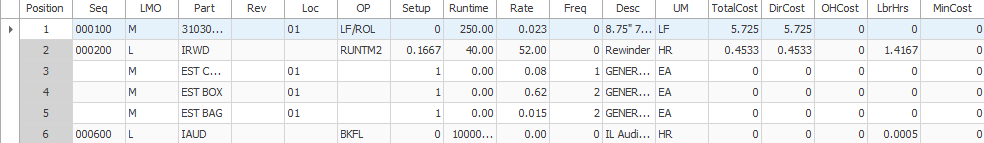 Position Seq LMO Part Rev Loc OP Setup Runtime Rate Freq Desc UM TotalCost DirCost OHCost LbrHrs MinCost
1 000100 M 31030... 01 LF/ROL 0 250.00 0.023 0 8.75" 7... LF 5.725 5.725 0 0 0
2 000200 L IRWD RUNTM2 0.1667 40.00 52.00 0 Rewinder HR 0.4533 0.4533 0 1.4167 0
3 M EST C... 01 1 0.00 0.08 1 GENER... EA 0 0 0 0 0
4 M EST BOX 01 1 0.00 0.62 2 GENER... EA 0 0 0 0 0
5 M EST BAG 01 1 0.00 0.015 2 GENER... EA 0 0 0 0 0
6 000600 L IAUD BKFL 0 10000... 0.00 0 IL Audi... HR 0 0 0 0.0005 0